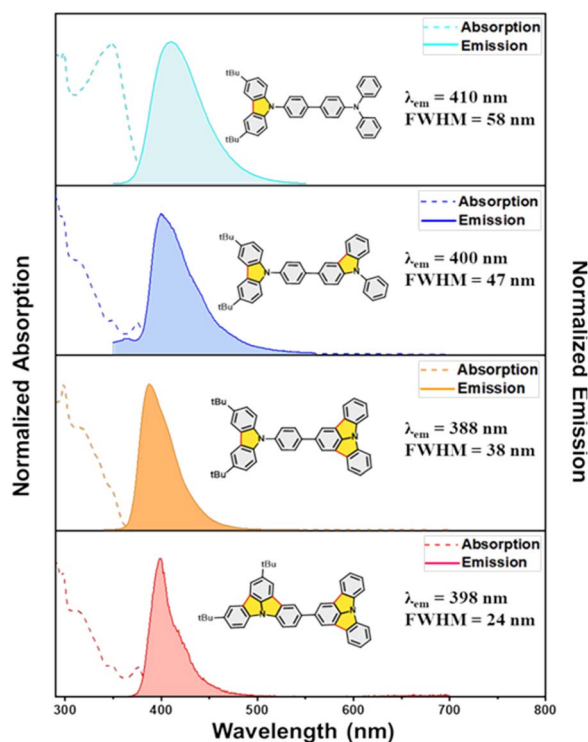 Absorption
Emission
tBu
N
N
tBu
λem = 410 nm
FWHM = 58 nm
Absorption
Emission
tBu
N
N
tBu
λem = 400 nm
FWHM = 47 nm
Absorption
Emission
tBu
N
N
tBu
λem = 388 nm
FWHM = 38 nm
Absorption
Emission
tBu
tBu
N
N
λem = 398 nm
FWHM = 24 nm
Normalized Absorption
Normalized Emission
300 400 500 600 700 800
Wavelength (nm)